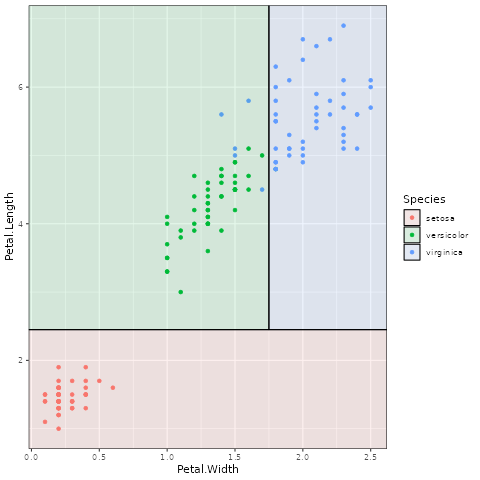 6
4
2
Petal.Length
0.0 0.5 1.0 1.5 2.0 2.5
Petal.Width
Species
setosa
versicolor
virginica